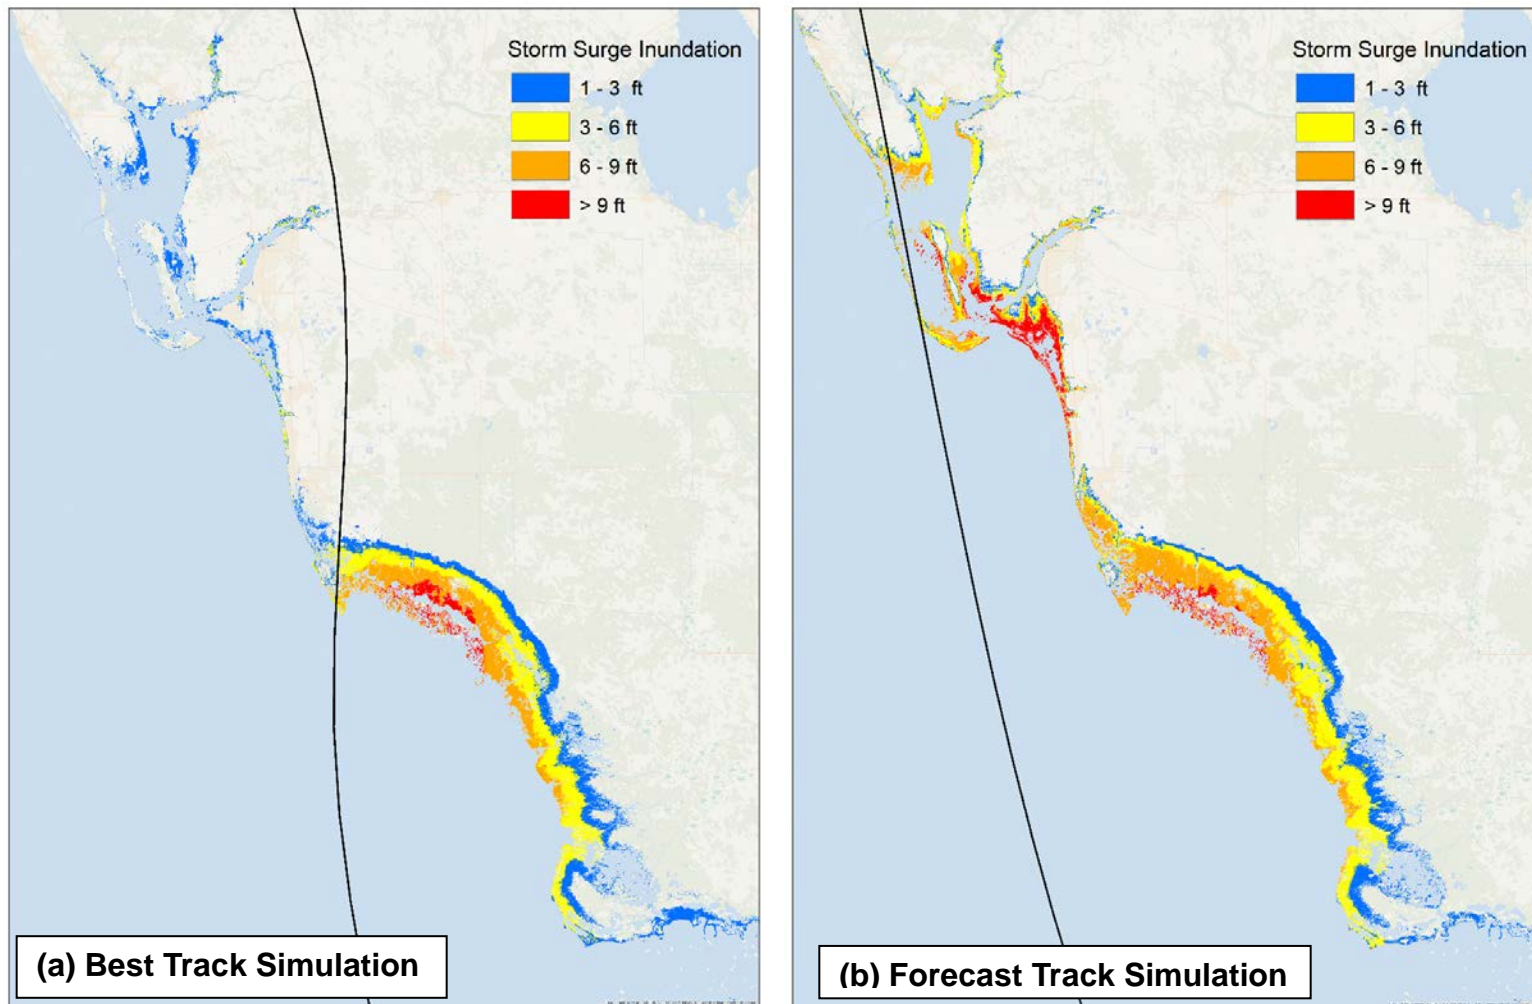 Storm Surge Inundation
1 - 3 ft
3 - 6 ft
6 - 9 ft
> 9 ft
(a) Best Track Simulation
Storm Surge Inundation
1 - 3 ft
3 - 6 ft
6 - 9 ft
> 9 ft
(b) Forecast Track Simulation